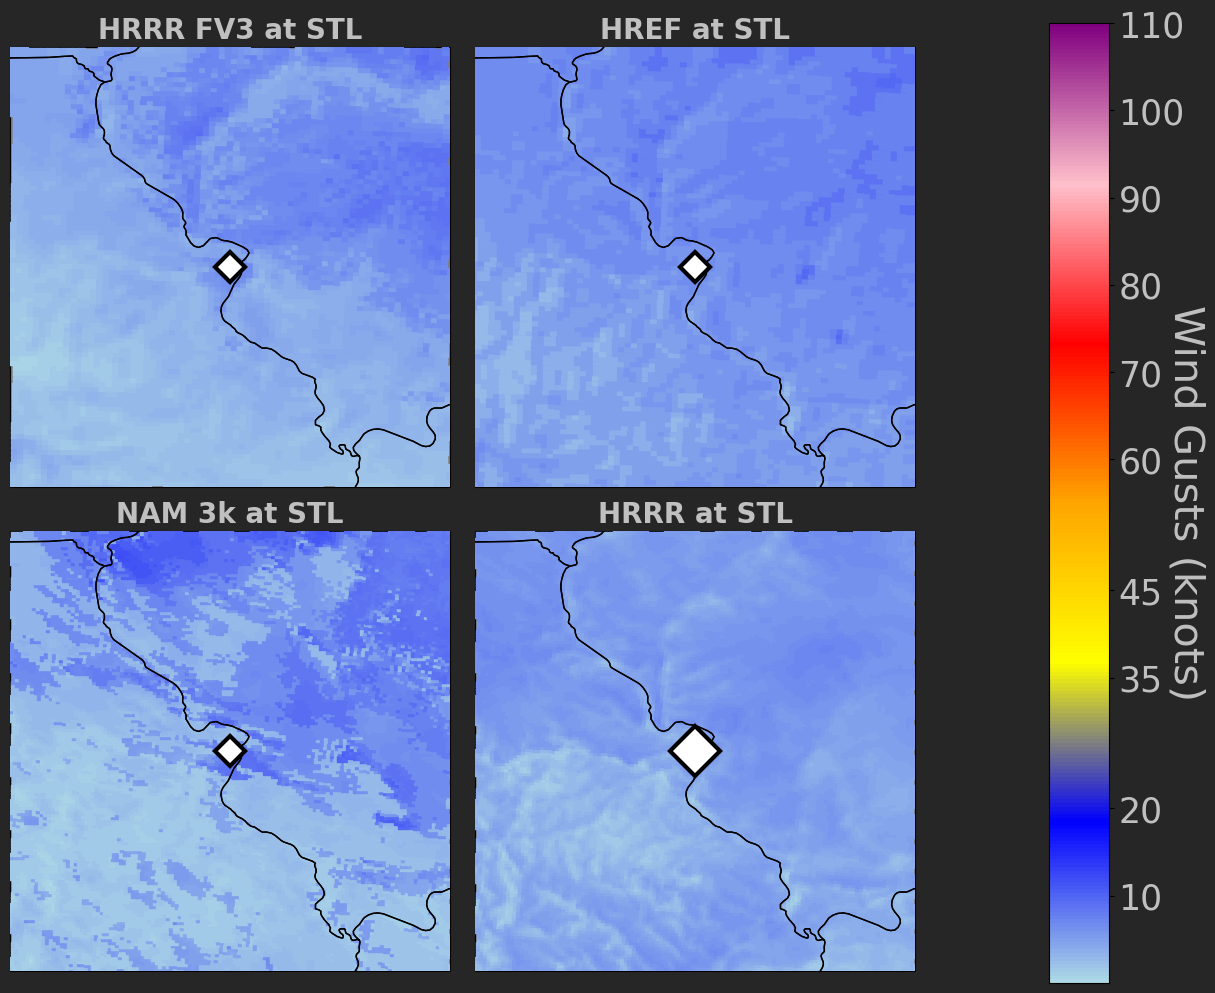 HRRR FV3 at STL
HREF at STL
NAM 3k at STL
HRRR at STL
110
100
90
80
70
60
45
35
20
10
Wind Gusts (knots)